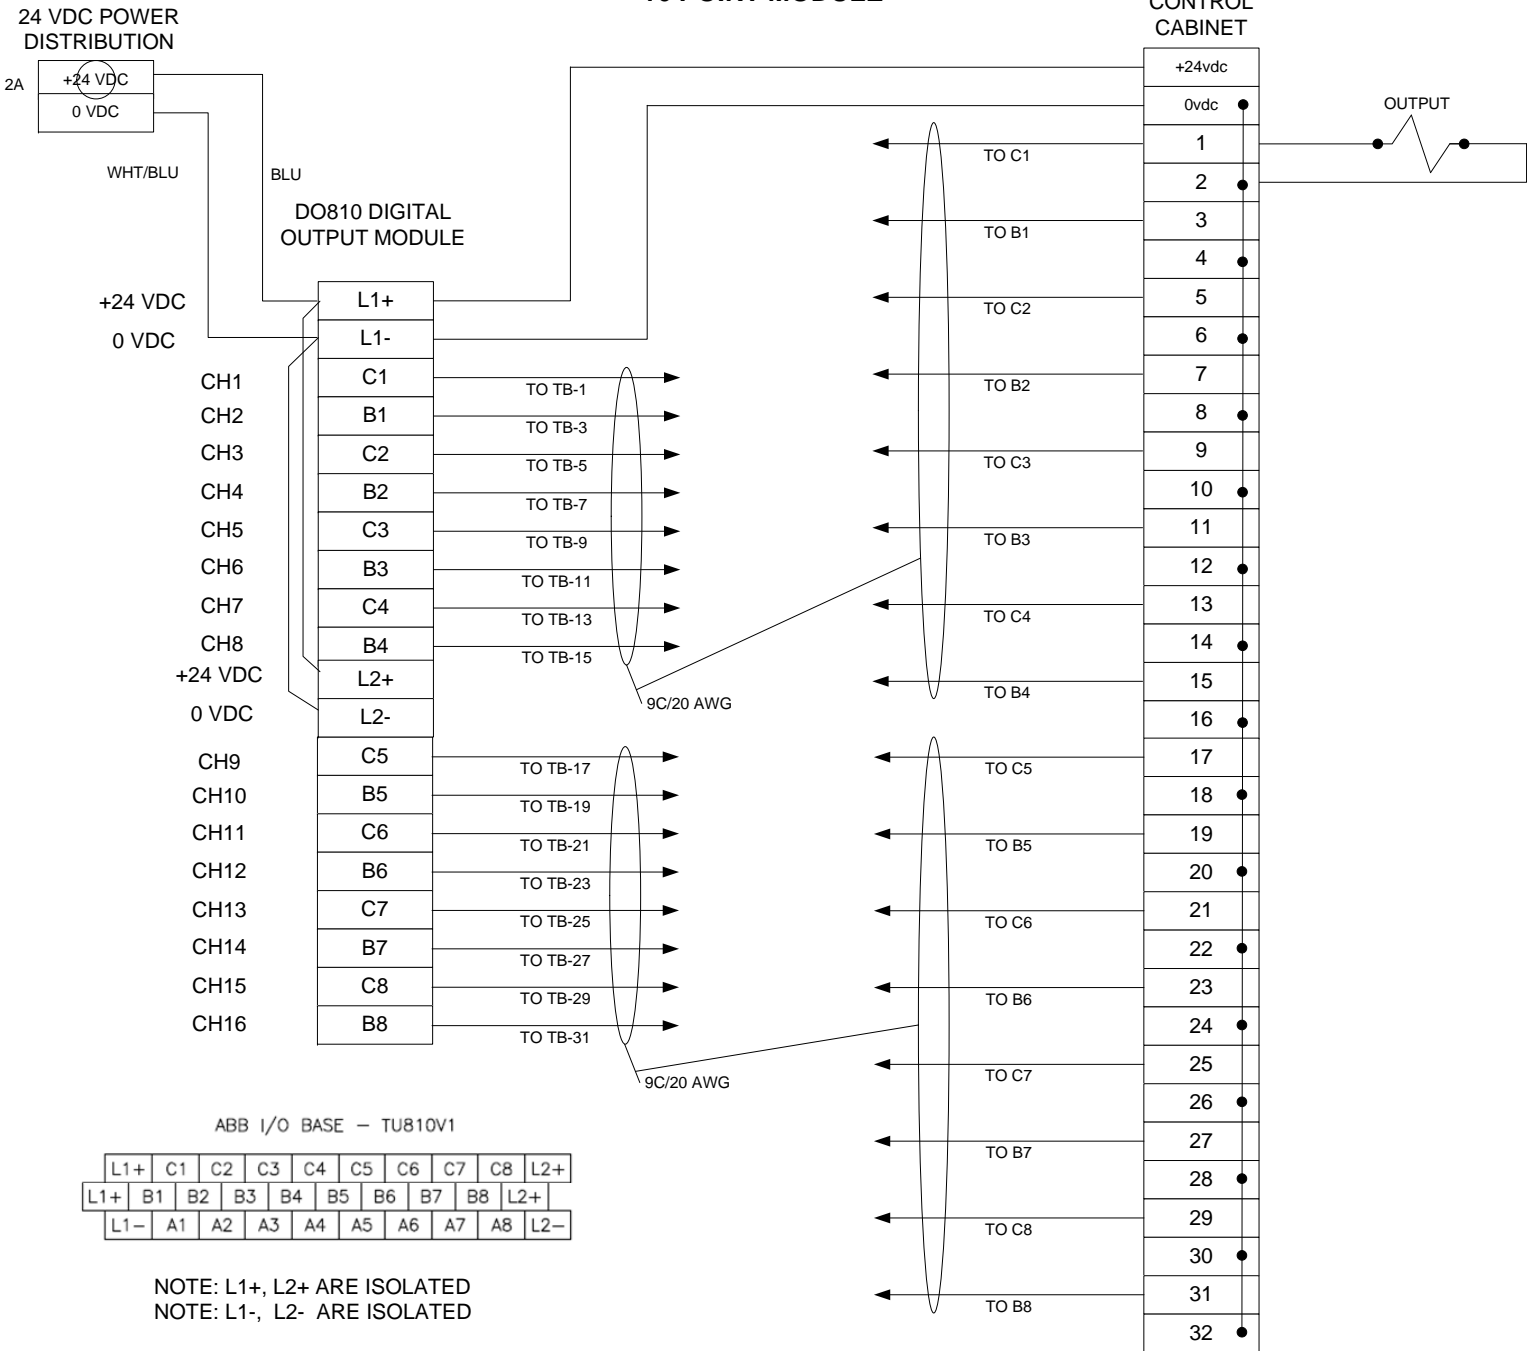 24 VDC POWER
DISTRIBUTION
2A
+24 VDC
0 VDC
WHT/BLU
BLU
DO810 DIGITAL
OUTPUT MODULE
+24 VDC L1+
0 VDC L1-
CH1 C1 TO TB-1
CH2 B1 TO TB-3
CH3 C2 TO TB-5
CH4 B2 TO TB-7
CH5 C3 TO TB-9
CH6 B3 TO TB-11
CH7 C4 TO TB-13
CH8 B4 TO TB-15
+24 VDC L2+
0 VDC L2-
9C/20 AWG
CH9 C5 TO TB-17
CH10 B5 TO TB-19
CH11 C6 TO TB-21
CH12 B6 TO TB-23
CH13 C7 TO TB-25
CH14 B7 TO TB-27
CH15 C8 TO TB-29
CH16 B8 TO TB-31
9C/20 AWG
ABB I/O BASE – TU810V1
L1+ C1 C2 C3 C4 C5 C6 C7 C8 L2+
L1+ B1 B2 B3 B4 B5 B6 B7 B8 L2+
L1– A1 A2 A3 A4 A5 A6 A7 A8 L2–
NOTE: L1+, L2+ ARE ISOLATED
NOTE: L1-, L2- ARE ISOLATED
CONTROL
CABINET
+24vdc
0vdc
OUTPUT
TO C1 1
2
TO B1 3
4
TO C2 5
6
TO B2 7
8
TO C3 9
10
TO B3 11
12
TO C4 13
14
TO B4 15
16
TO C5 17
18
TO B5 19
20
TO C6 21
22
TO B6 23
24
TO C7 25
26
TO B7 27
28
TO C8 29
30
TO B8 31
32